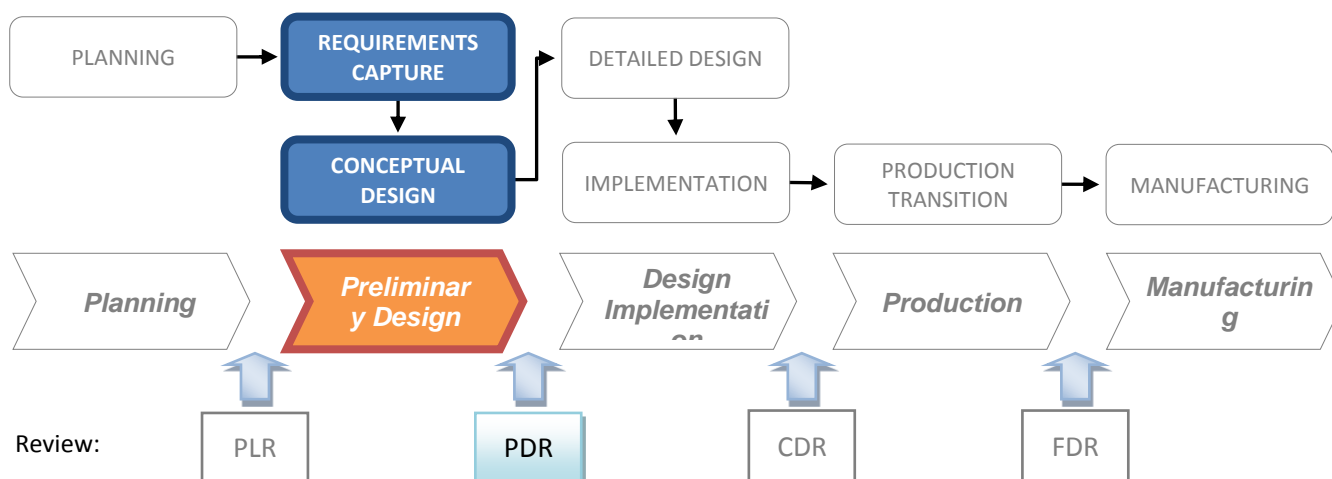 PLANNING
REQUIREMENTS
CAPTURE
DETAILED DESIGN
CONCEPTUAL
DESIGN
IMPLEMENTATION
PRODUCTION
TRANSITION
MANUFACTURING
Planning
Preliminar
y Design
Design
Implementati
on
Production
Manufacturin
g
Review:
PLR
PDR
CDR
FDR